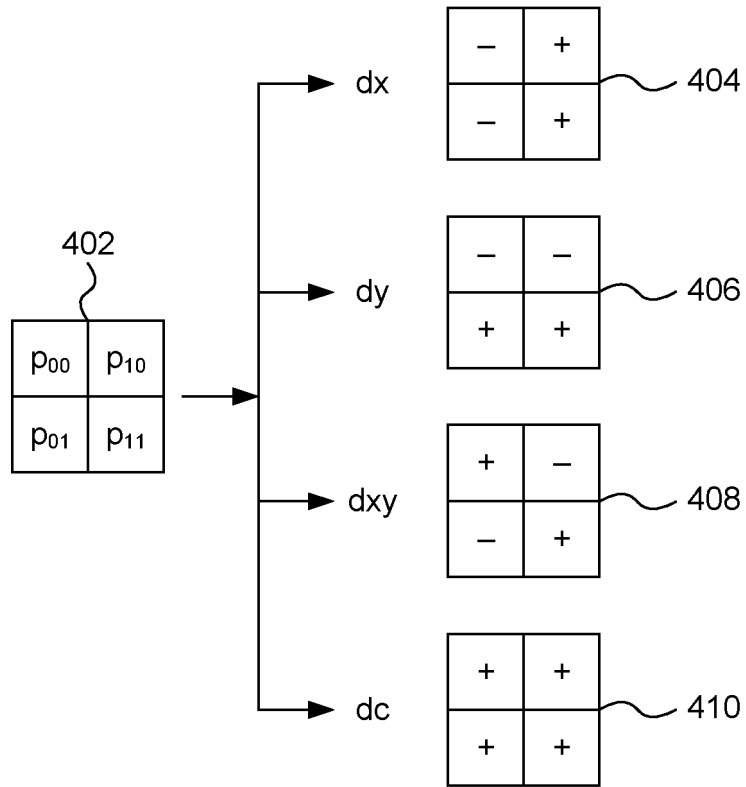 – +
dx 404
– +
– –
402
dy 406
+ +
p₀₀ p₁₀
p₀₁ p₁₁
+ –
dxy 408
– +
+ +
dc 410
+ +